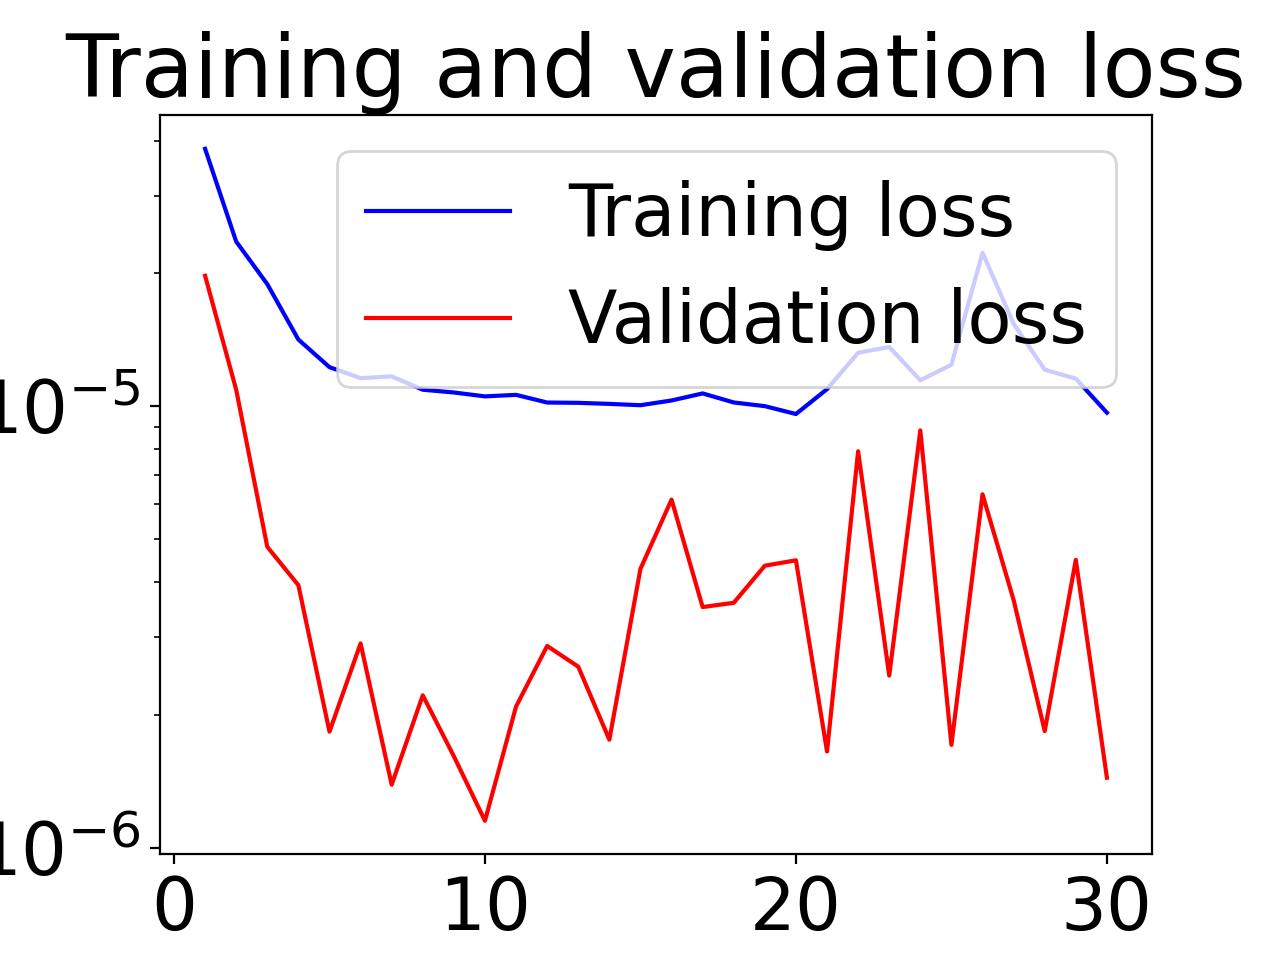 Training and validation loss
Training loss
Validation loss
10⁻⁵
10⁻⁶
0 10 20 30